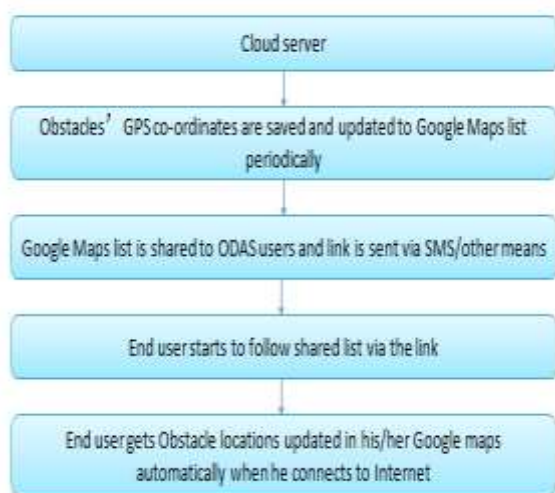 Cloud server
Obstacles’ GPS co-ordinates are saved and updated to Google Maps list
periodically
Google Maps list is shared to ODAS users and link is sent via SMS/other means
End user starts to follow shared list via the link
End user gets Obstacle locations updated in his/her Google maps
automatically when he connects to Internet